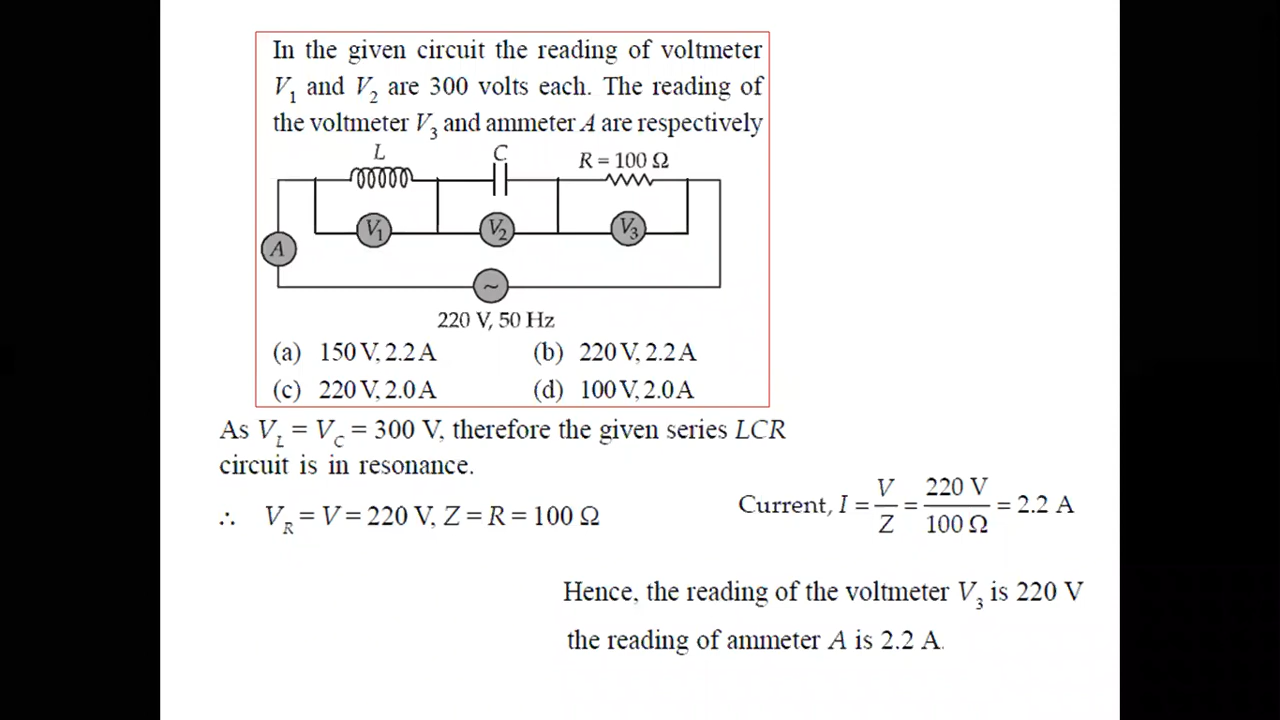 In the given circuit the reading of voltmeter
V₁ and V₂ are 300 volts each. The reading of
the voltmeter V₃ and ammeter A are respectively
L
C
R = 100 Ω
V₁
V₂
V₃
A
~
220 V, 50 Hz
(a) 150 V, 2.2 A (b) 220 V, 2.2 A
(c) 220 V, 2.0 A (d) 100 V, 2.0 A
As V_L = V_C = 300 V, therefore the given series LCR
circuit is in resonance.
∴ V_R = V = 220 V, Z = R = 100 Ω
Current, I = V/Z = 220 V/100 Ω = 2.2 A
Hence, the reading of the voltmeter V₃ is 220 V
the reading of ammeter A is 2.2 A.